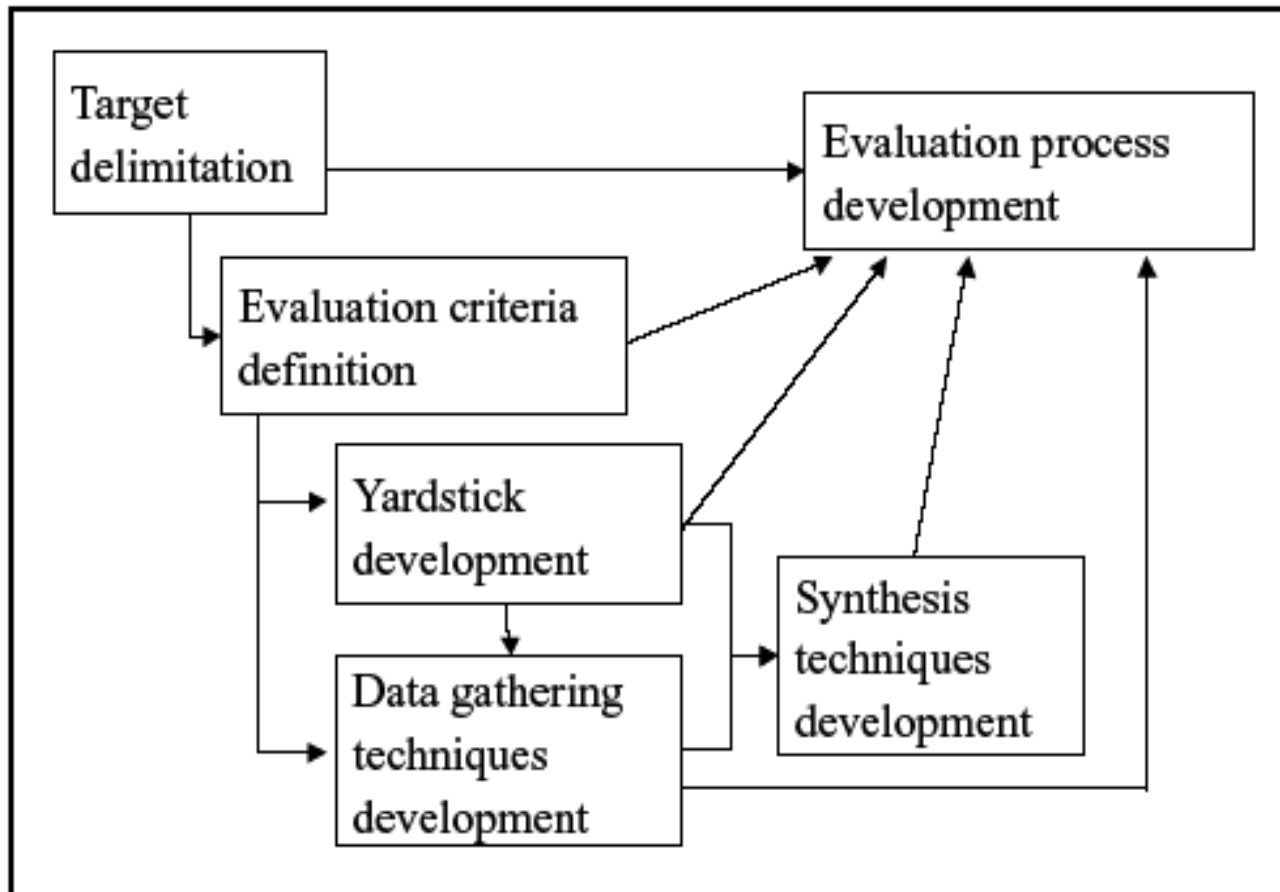 Target
delimitation
Evaluation process
development
Evaluation criteria
definition
Yardstick
development
Synthesis
techniques
development
Data gathering
techniques
development